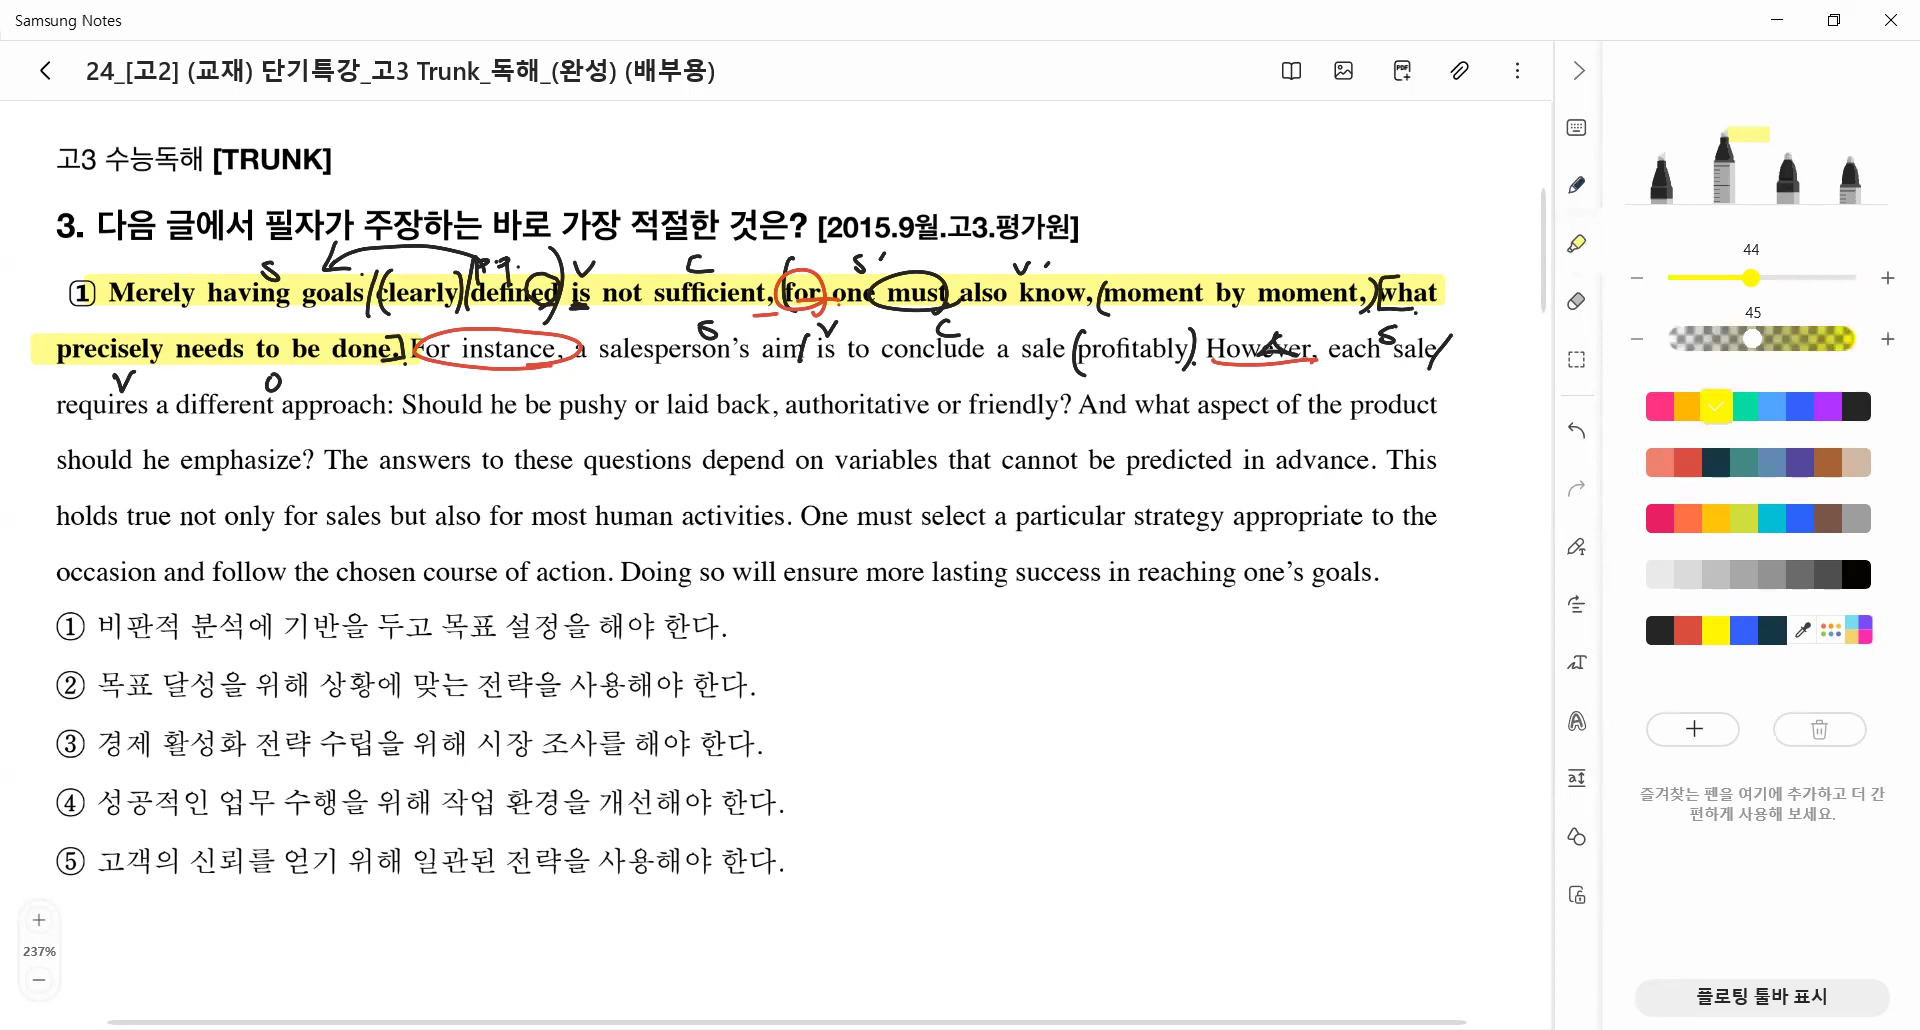 Samsung Notes
24_[고2] (교재) 단기특강_고3 Trunk_독해_(완성) (배부용)
고3 수능독해 [TRUNK]
3. 다음 글에서 필자가 주장하는 바로 가장 적절한 것은? [2015.9월.고3.평가원]
S p.p. V C S' V'
① Merely having goals clearly defined is not sufficient, for one must also know, moment by moment, what
precisely needs to be done. For instance, a salesperson's aim is to conclude a sale profitably. However, each sale
S V C S
V O
requires a different approach: Should he be pushy or laid back, authoritative or friendly? And what aspect of the product
should he emphasize? The answers to these questions depend on variables that cannot be predicted in advance. This
holds true not only for sales but also for most human activities. One must select a particular strategy appropriate to the
occasion and follow the chosen course of action. Doing so will ensure more lasting success in reaching one's goals.
① 비판적 분석에 기반을 두고 목표 설정을 해야 한다.
② 목표 달성을 위해 상황에 맞는 전략을 사용해야 한다.
③ 경제 활성화 전략 수립을 위해 시장 조사를 해야 한다.
④ 성공적인 업무 수행을 위해 작업 환경을 개선해야 한다.
⑤ 고객의 신뢰를 얻기 위해 일관된 전략을 사용해야 한다.
237%
PDF
44
45
즐겨찾는 펜을 여기에 추가하고 더 간
편하게 사용해 보세요.
플로팅 툴바 표시